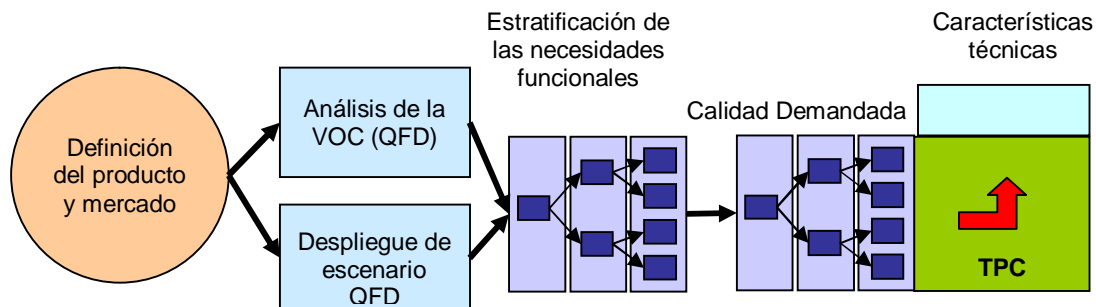 Definición
del producto
y mercado
Análisis de la
VOC (QFD)
Despliegue de
escenario
QFD
Estratificación de
las necesidades
funcionales
Calidad Demandada
Características
técnicas
TPC